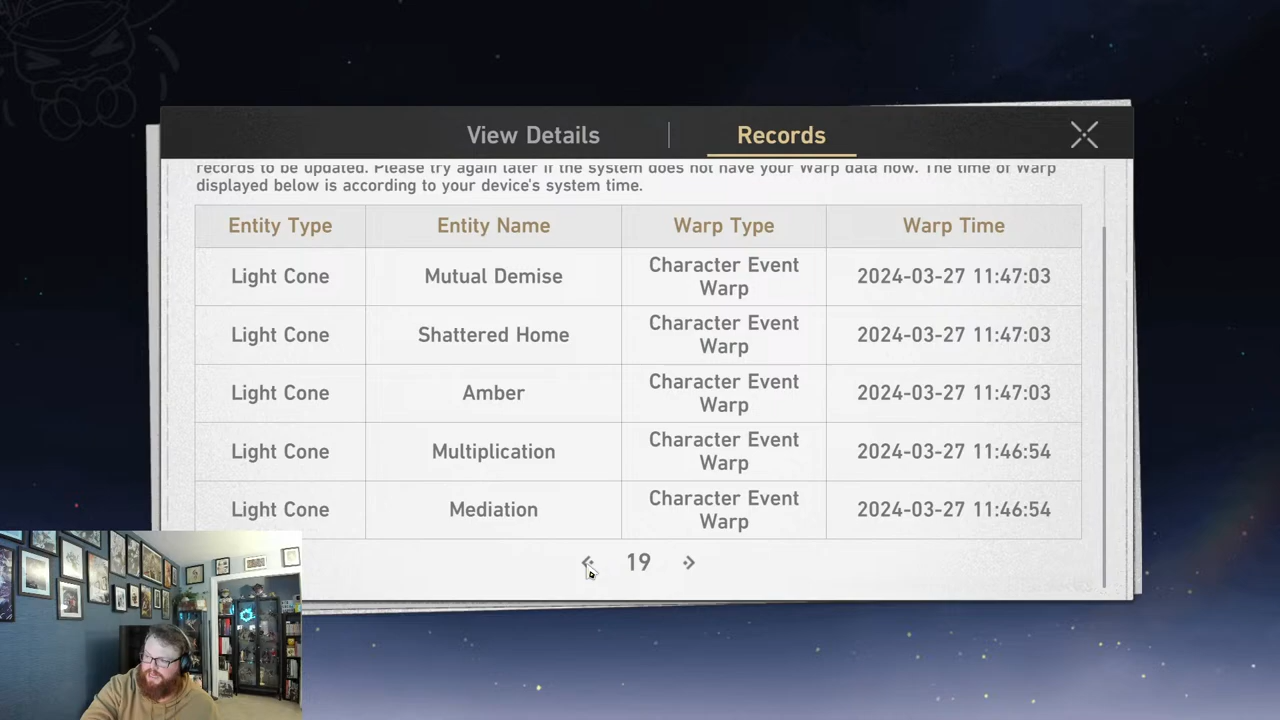 View Details
Records
records to be updated. Please try again later if the system does not have your Warp data now. The time of Warp
displayed below is according to your device's system time.
Entity Type Entity Name Warp Type Warp Time
Light Cone Mutual Demise Character Event Warp 2024-03-27 11:47:03
Light Cone Shattered Home Character Event Warp 2024-03-27 11:47:03
Light Cone Amber Character Event Warp 2024-03-27 11:47:03
Light Cone Multiplication Character Event Warp 2024-03-27 11:46:54
Light Cone Mediation Character Event Warp 2024-03-27 11:46:54
19